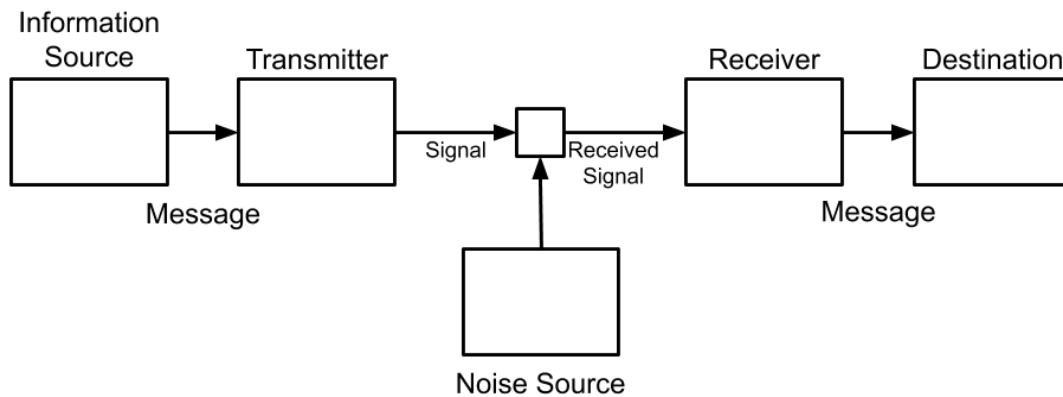 Information
Source
Transmitter
Receiver
Destination
Signal
Received
Signal
Message
Message
Noise Source